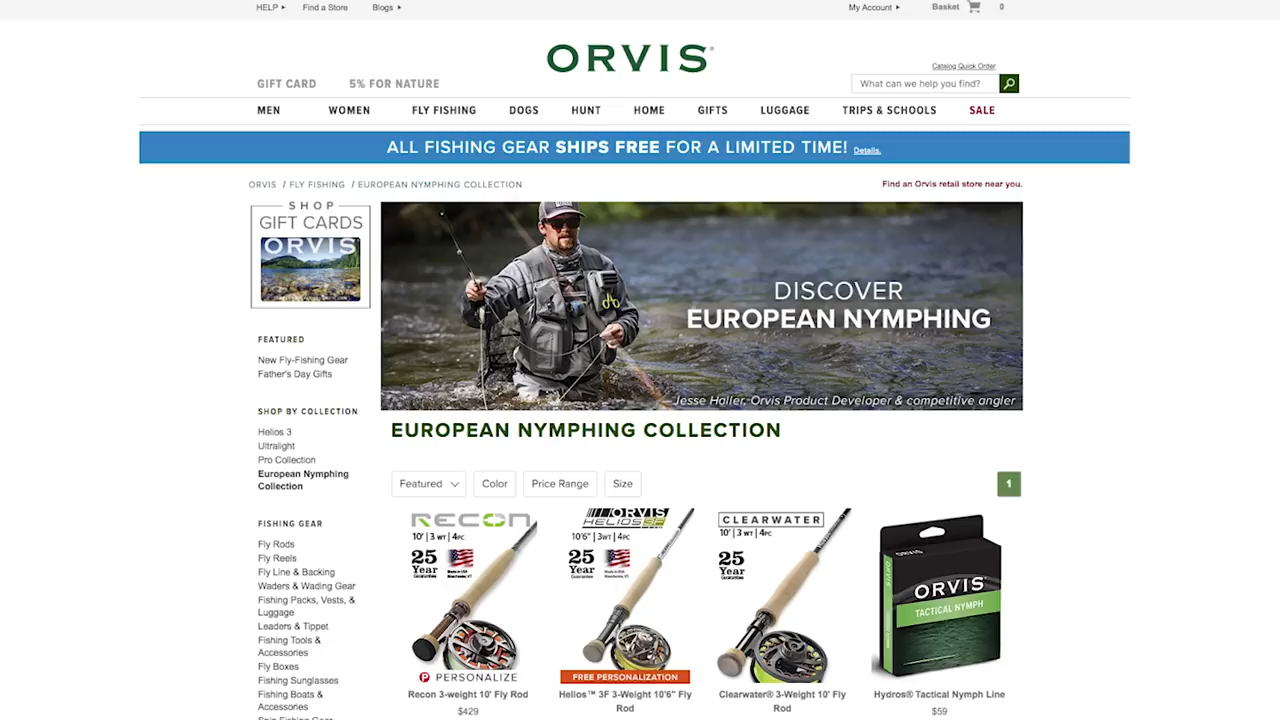 HELP
Find a Store
Blogs
My Account
Basket
0
ORVIS
Catalog Quick Order
GIFT CARD
5% FOR NATURE
What can we help you find?
MEN
WOMEN
FLY FISHING
DOGS
HUNT
HOME
GIFTS
LUGGAGE
TRIPS & SCHOOLS
SALE
ALL FISHING GEAR SHIPS FREE FOR A LIMITED TIME! Details.
ORVIS / FLY FISHING / EUROPEAN NYMPHING COLLECTION
Find an Orvis retail store near you.
SHOP
GIFT CARDS
ORVIS
DISCOVER
EUROPEAN NYMPHING
Jesse Haller, Orvis Product Developer & competitive angler
FEATURED
New Fly-Fishing Gear
Father's Day Gifts
SHOP BY COLLECTION
Helios 3
Ultralight
Pro Collection
European Nymphing
Collection
FISHING GEAR
Fly Rods
Fly Reels
Fly Line & Backing
Waders & Wading Gear
Fishing Packs, Vests, &
Luggage
Leaders & Tippet
Fishing Tools &
Accessories
Fly Boxes
Fishing Sunglasses
Fishing Boats &
Accessories
Spin Fishing Gear
EUROPEAN NYMPHING COLLECTION
Featured
Color
Price Range
Size
1
RECON
10' | 3 WT | 4PC
25
Year
Guarantee
PERSONALIZE
Recon 3-weight 10' Fly Rod
$429
ORVIS
HELIOS 3F
10'6" | 3WT | 4PC
25
Year
Guarantee
FREE PERSONALIZATION
Helios™ 3F 3-Weight 10'6" Fly
Rod
CLEARWATER
10' | 3 WT | 4PC
25
Year
Guarantee
Clearwater® 3-Weight 10' Fly
Rod
ORVIS
ORVIS
TACTICAL NYMPH
Hydros® Tactical Nymph Line
$59